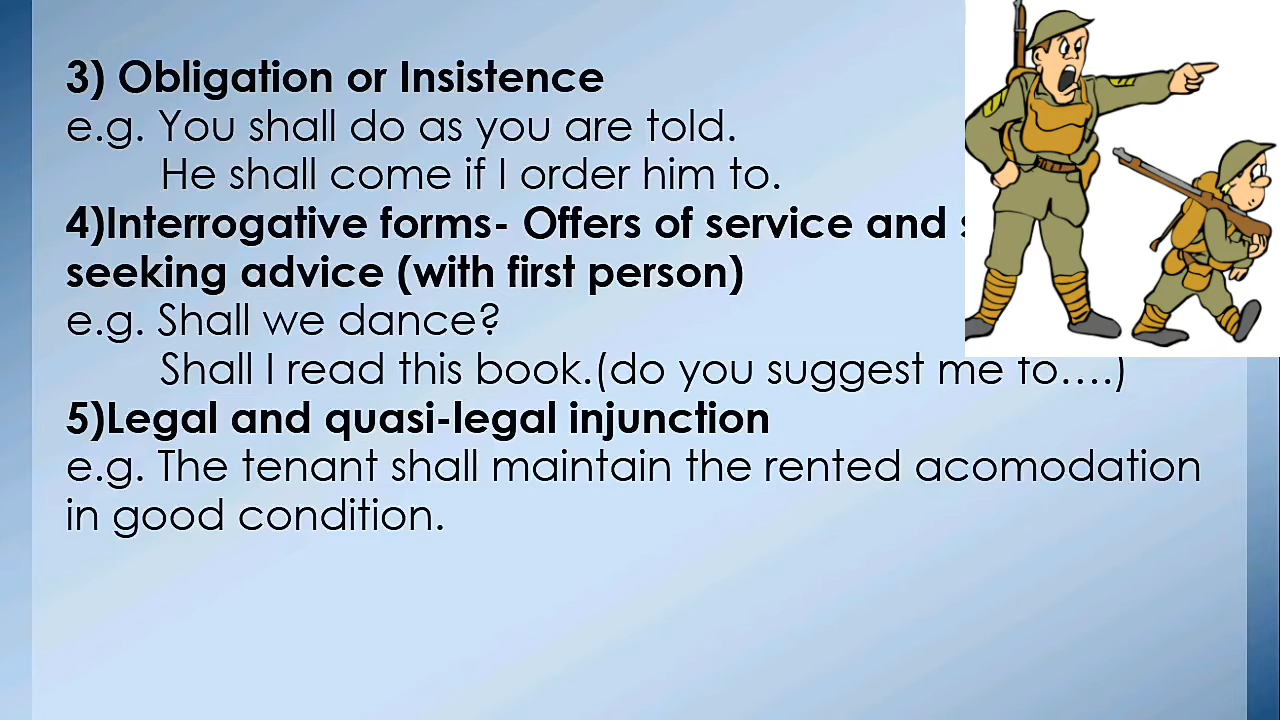 3) Obligation or Insistence
e.g. You shall do as you are told.
He shall come if I order him to.
4)Interrogative forms- Offers of service and
seeking advice (with first person)
e.g. Shall we dance?
Shall I read this book.(do you suggest me to....)
5)Legal and quasi-legal injunction
e.g. The tenant shall maintain the rented acomodation
in good condition.